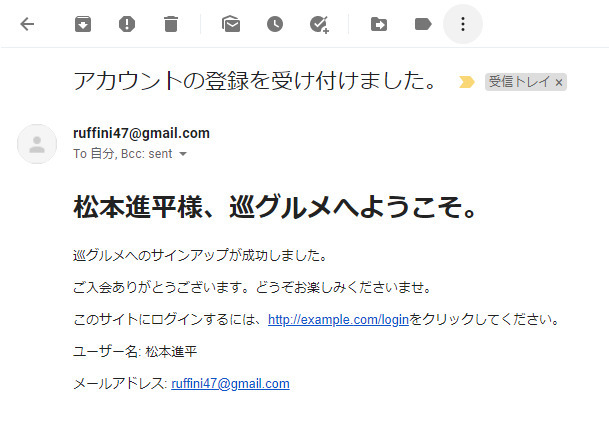 アカウントの登録を受け付けました。 受信トレイ ×
ruffini47@gmail.com
To 自分, Bcc: sent
松本進平様、巡グルメへようこそ。
巡グルメへのサインアップが成功しました。
ご入会ありがとうございます。どうぞお楽しみくださいませ。
このサイトにログインするには、http://example.com/loginをクリックしてください。
ユーザー名: 松本進平
メールアドレス: ruffini47@gmail.com